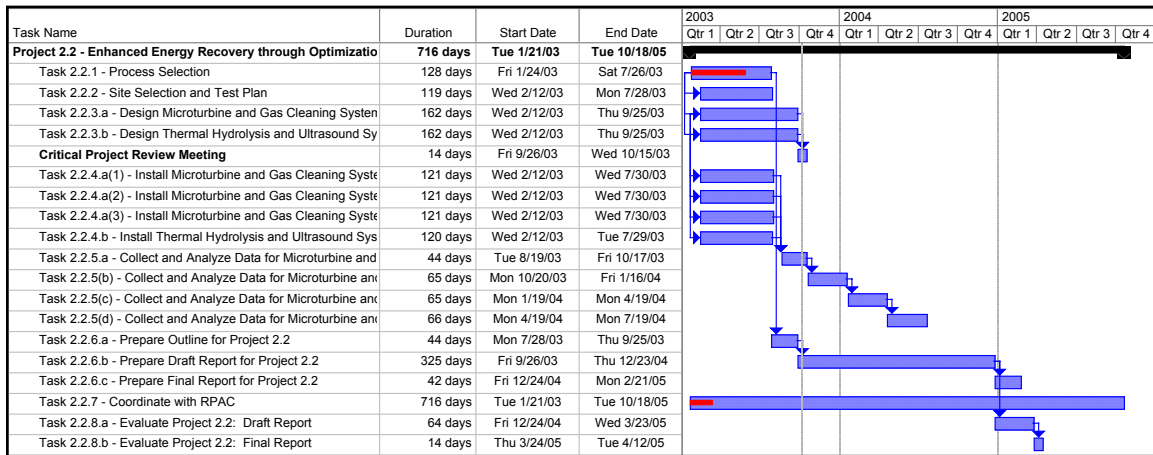 2003 2004 2005
Task Name Duration Start Date End Date Qtr 1 Qtr 2 Qtr 3 Qtr 4 Qtr 1 Qtr 2 Qtr 3 Qtr 4 Qtr 1 Qtr 2 Qtr 3 Qtr 4
Project 2.2 - Enhanced Energy Recovery through Optimizatio 716 days Tue 1/21/03 Tue 10/18/05
Task 2.2.1 - Process Selection 128 days Fri 1/24/03 Sat 7/26/03
Task 2.2.2 - Site Selection and Test Plan 119 days Wed 2/12/03 Mon 7/28/03
Task 2.2.3.a - Design Microturbine and Gas Cleaning System 162 days Wed 2/12/03 Thu 9/25/03
Task 2.2.3.b - Design Thermal Hydrolysis and Ultrasound Sy 162 days Wed 2/12/03 Thu 9/25/03
Critical Project Review Meeting 14 days Fri 9/26/03 Wed 10/15/03
Task 2.2.4.a(1) - Install Microturbine and Gas Cleaning Syste 121 days Wed 2/12/03 Wed 7/30/03
Task 2.2.4.a(2) - Install Microturbine and Gas Cleaning Syste 121 days Wed 2/12/03 Wed 7/30/03
Task 2.2.4.a(3) - Install Microturbine and Gas Cleaning Syste 121 days Wed 2/12/03 Wed 7/30/03
Task 2.2.4.b - Install Thermal Hydrolysis and Ultrasound Sys 120 days Wed 2/12/03 Tue 7/29/03
Task 2.2.5.a - Collect and Analyze Data for Microturbine and 44 days Tue 8/19/03 Fri 10/17/03
Task 2.2.5(b) - Collect and Analyze Data for Microturbine and 65 days Mon 10/20/03 Fri 1/16/04
Task 2.2.5(c) - Collect and Analyze Data for Microturbine and 65 days Mon 1/19/04 Mon 4/19/04
Task 2.2.5(d) - Collect and Analyze Data for Microturbine and 66 days Mon 4/19/04 Mon 7/19/04
Task 2.2.6.a - Prepare Outline for Project 2.2 44 days Mon 7/28/03 Thu 9/25/03
Task 2.2.6.b - Prepare Draft Report for Project 2.2 325 days Fri 9/26/03 Thu 12/23/04
Task 2.2.6.c - Prepare Final Report for Project 2.2 42 days Fri 12/24/04 Mon 2/21/05
Task 2.2.7 - Coordinate with RPAC 716 days Tue 1/21/03 Tue 10/18/05
Task 2.2.8.a - Evaluate Project 2.2: Draft Report 64 days Fri 12/24/04 Wed 3/23/05
Task 2.2.8.b - Evaluate Project 2.2: Final Report 14 days Thu 3/24/05 Tue 4/12/05